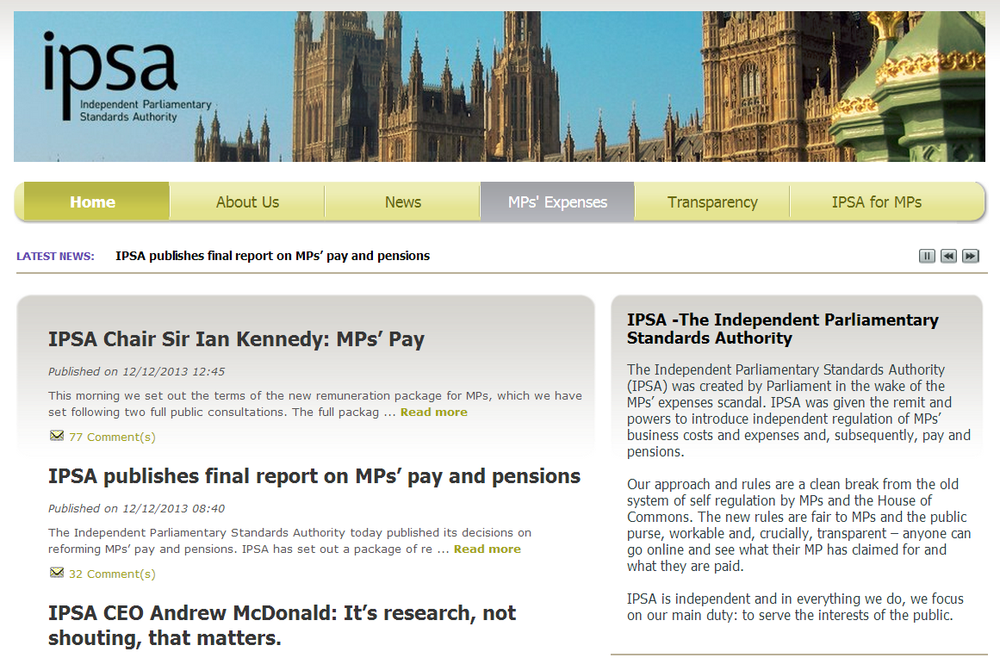 ipsa
Independent Parliamentary
Standards Authority
Home
About Us
News
MPs' Expenses
Transparency
IPSA for MPs
LATEST NEWS:
IPSA publishes final report on MPs’ pay and pensions
IPSA Chair Sir Ian Kennedy: MPs’ Pay
Published on 12/12/2013 12:45
This morning we set out the terms of the new remuneration package for MPs, which we have
set following two full public consultations. The full packag ... Read more
77 Comment(s)
IPSA publishes final report on MPs’ pay and pensions
Published on 12/12/2013 08:40
The Independent Parliamentary Standards Authority today published its decisions on
reforming MPs’ pay and pensions. IPSA has set out a package of re ... Read more
32 Comment(s)
IPSA CEO Andrew McDonald: It’s research, not
shouting, that matters.
IPSA -The Independent Parliamentary
Standards Authority
The Independent Parliamentary Standards Authority
(IPSA) was created by Parliament in the wake of the
MPs’ expenses scandal. IPSA was given the remit and
powers to introduce independent regulation of MPs’
business costs and expenses and, subsequently, pay and
pensions.
Our approach and rules are a clean break from the old
system of self regulation by MPs and the House of
Commons. The new rules are fair to MPs and the public
purse, workable and, crucially, transparent – anyone can
go online and see what their MP has claimed for and
what they are paid.
IPSA is independent and in everything we do, we focus
on our main duty: to serve the interests of the public.